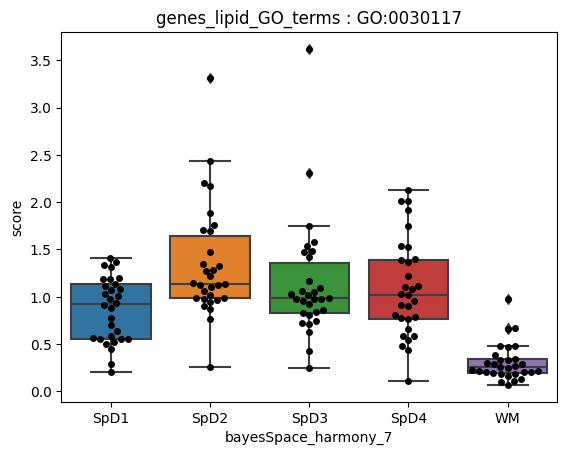 genes_lipid_GO_terms : GO:0030117
3.5
3.0
2.5
2.0
1.5
1.0
0.5
0.0
score
SpD1 SpD2 SpD3 SpD4 WM
bayesSpace_harmony_7